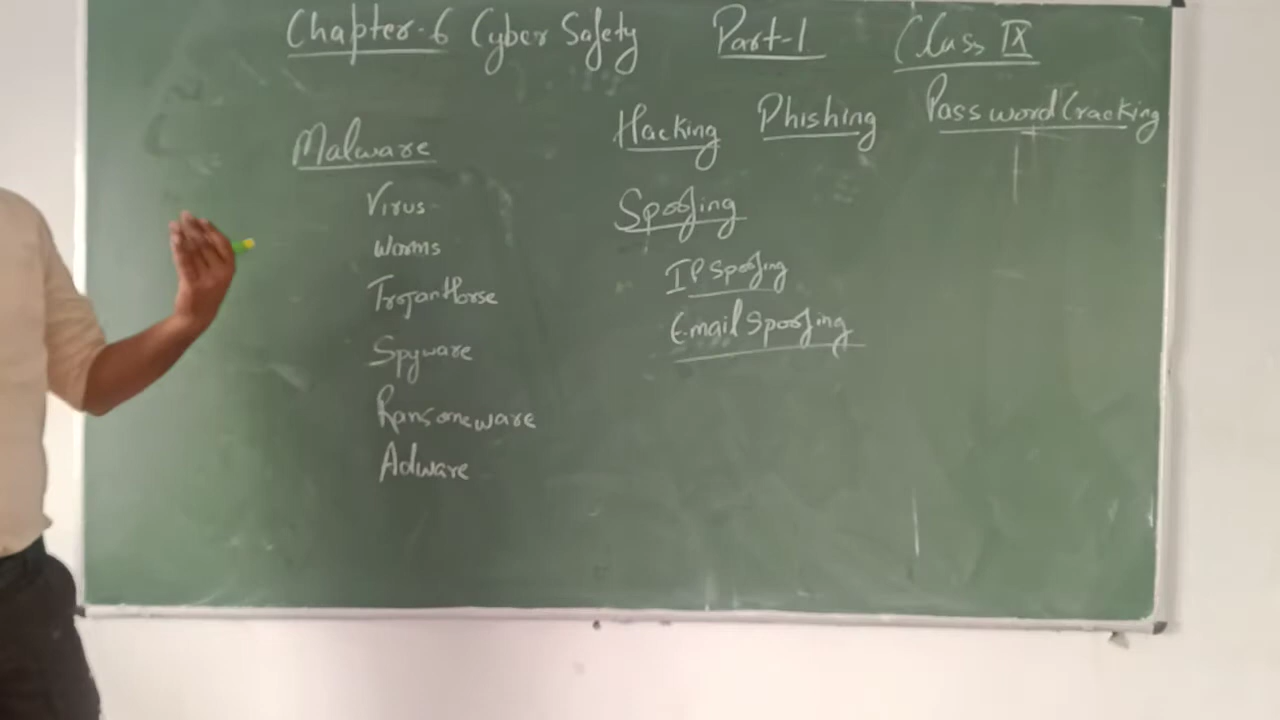 Chapter-6 Cyber Safety Part-1 Class IX
Malware
Virus
Worms
Trojan Horse
Spyware
Ransomeware
Adware
Hacking Phishing Password Cracking
Spoofing
IP Spoofing
Email Spoofing